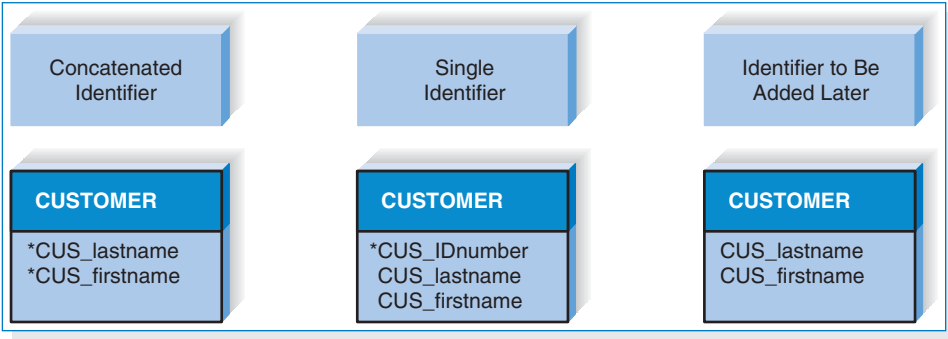 Concatenated
Identifier
Single
Identifier
Identifier to Be
Added Later
CUSTOMER
*CUS_lastname
*CUS_firstname
CUSTOMER
*CUS_IDnumber
CUS_lastname
CUS_firstname
CUSTOMER
CUS_lastname
CUS_firstname